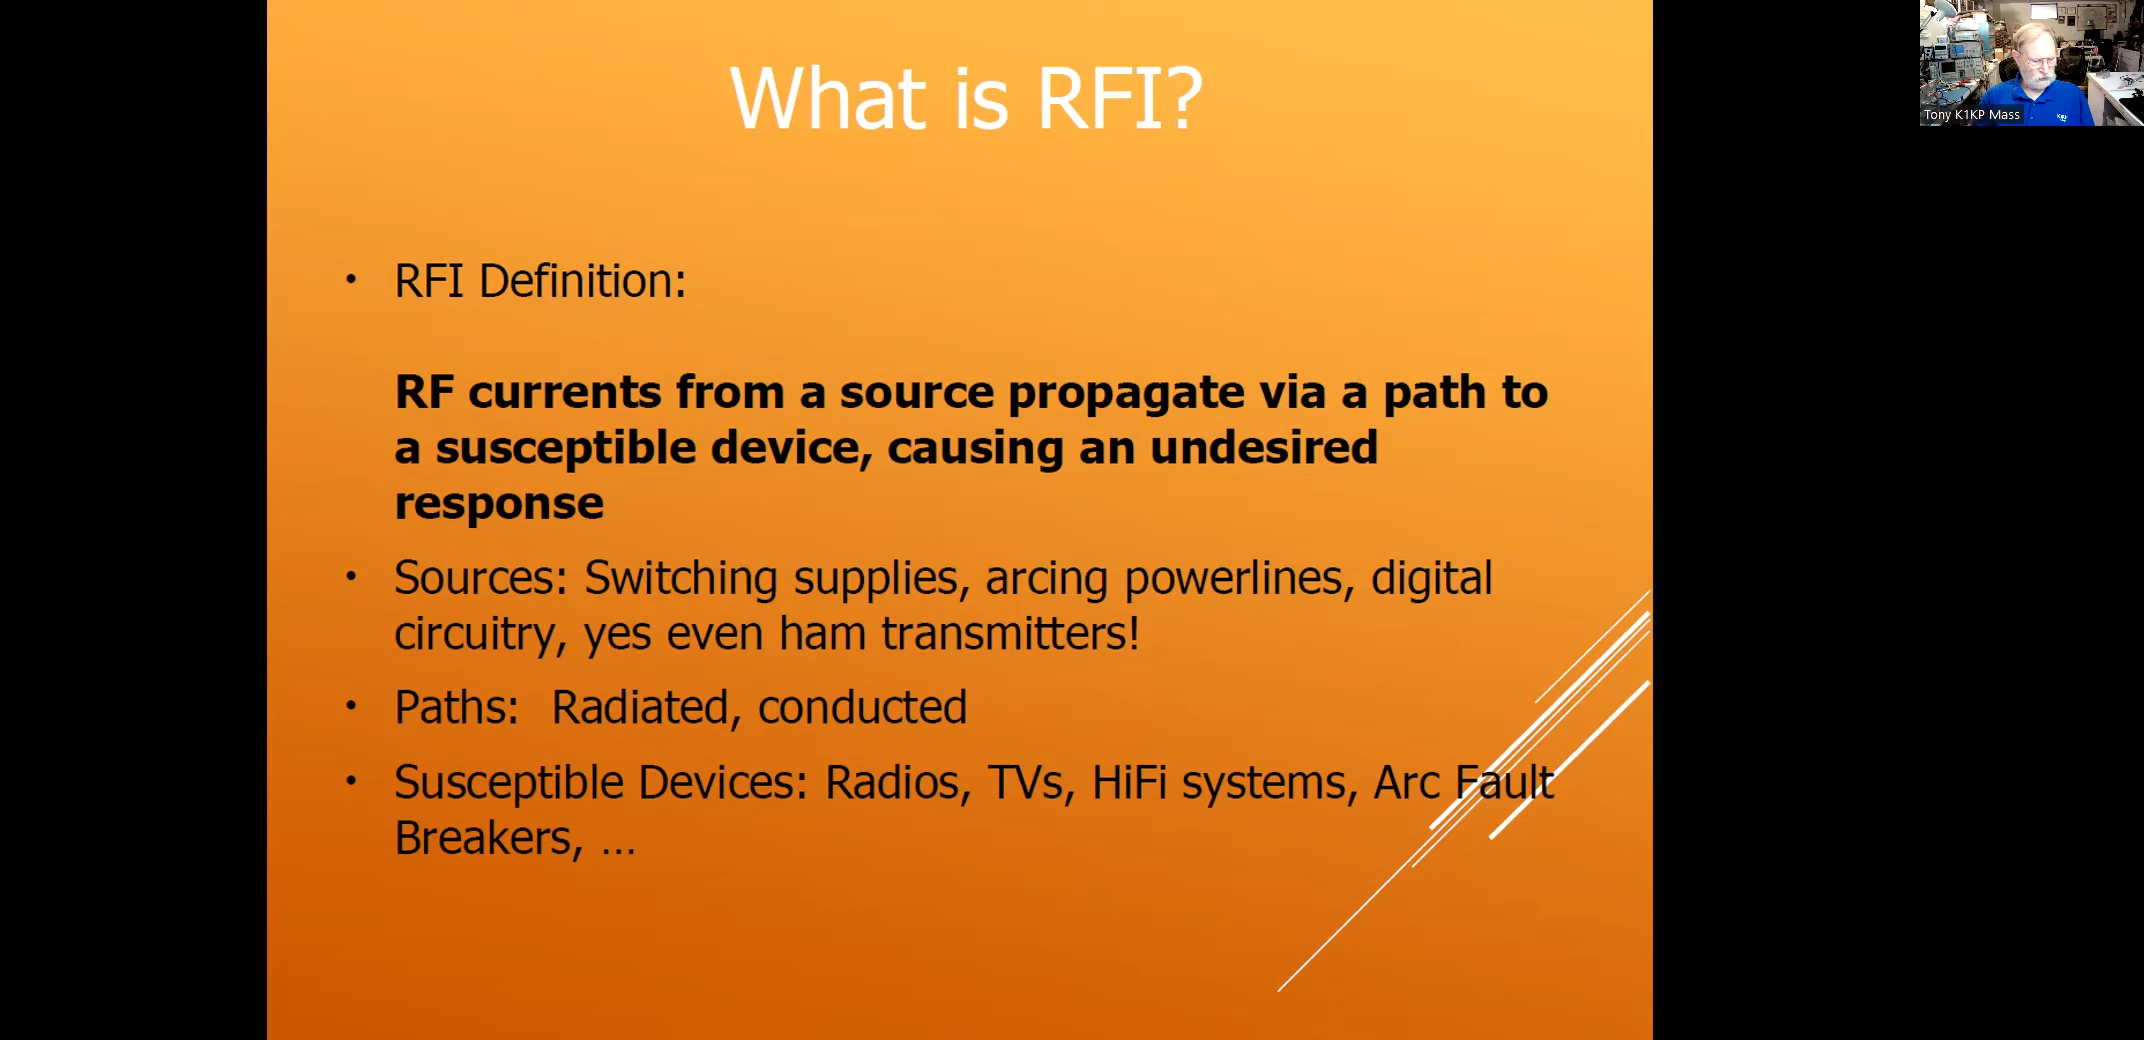 What is RFI?
Tony K1KP Mass
• RFI Definition:
RF currents from a source propagate via a path to
a susceptible device, causing an undesired
response
• Sources: Switching supplies, arcing powerlines, digital
circuitry, yes even ham transmitters!
• Paths: Radiated, conducted
• Susceptible Devices: Radios, TVs, HiFi systems, Arc Fault
Breakers, ...